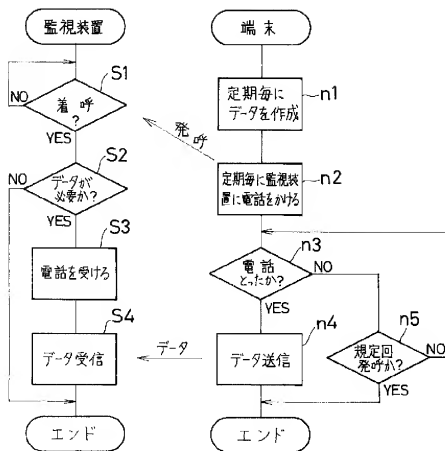 監視装置
S1
着呼
?
NO
YES
S2
データが
必要か?
NO
YES
S3
電話を受ける
S4
データ受信
エンド
発呼
データ
端末
n1
定期毎に
データを作成
n2
定期毎に監視装
置に電話をかける
n3
電話
とったか?
NO
YES
n4
データ送信
n5
規定回
発呼か?
NO
YES
エンド